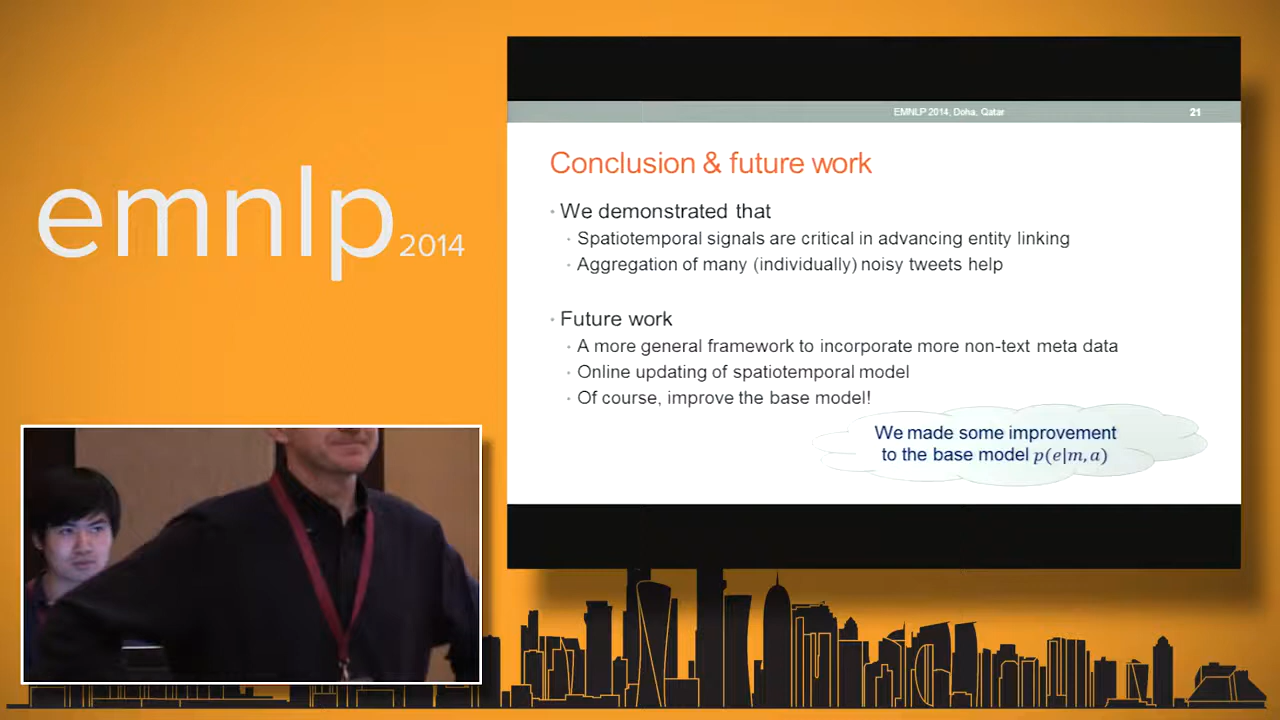 emnlp 2014
EMNLP 2014, Doha, Qatar
21
Conclusion & future work
• We demonstrated that
• Spatiotemporal signals are critical in advancing entity linking
• Aggregation of many (individually) noisy tweets help
• Future work
• A more general framework to incorporate more non-text meta data
• Online updating of spatiotemporal model
• Of course, improve the base model!
We made some improvement
to the base model p(e|m,a)